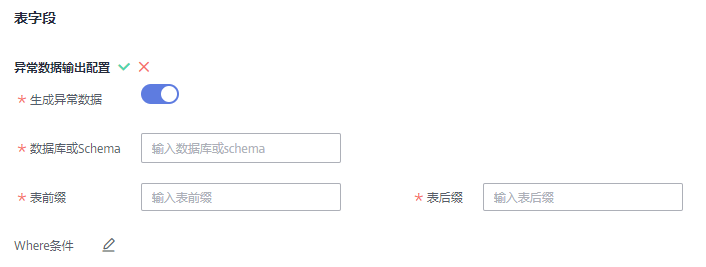 表字段
异常数据输出配置
* 生成异常数据
* 数据库或Schema 输入数据库或schema
* 表前缀 输入表前缀 * 表后缀 输入表后缀
Where条件